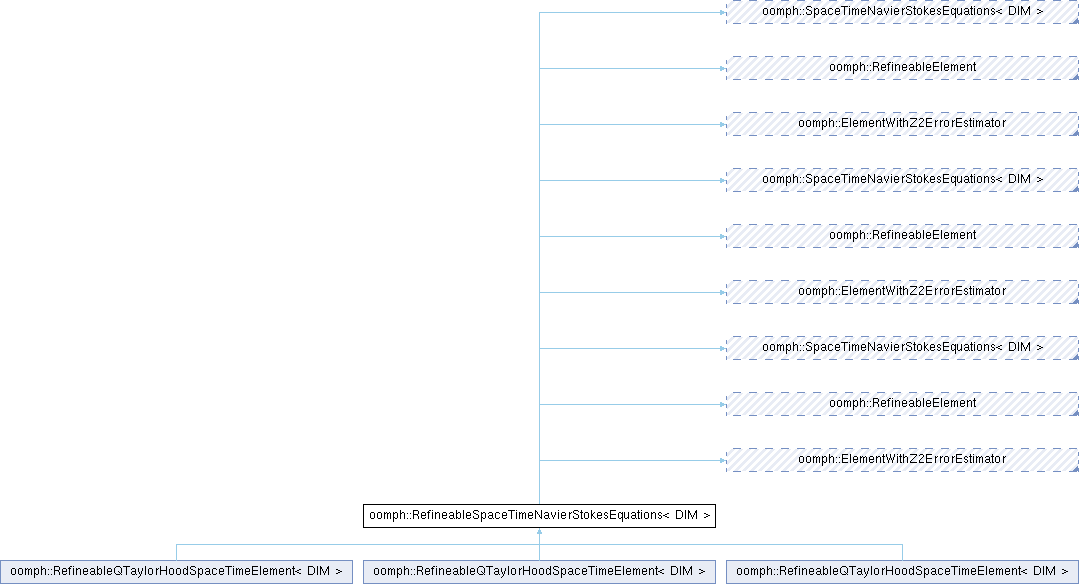 oomph::SpaceTimeNavierStokesEquations< DIM >
oomph::RefineableElement
oomph::ElementWithZ2ErrorEstimator
oomph::SpaceTimeNavierStokesEquations< DIM >
oomph::RefineableElement
oomph::ElementWithZ2ErrorEstimator
oomph::SpaceTimeNavierStokesEquations< DIM >
oomph::RefineableElement
oomph::ElementWithZ2ErrorEstimator
oomph::RefineableSpaceTimeNavierStokesEquations< DIM >
oomph::RefineableQTaylorHoodSpaceTimeElement< DIM >
oomph::RefineableQTaylorHoodSpaceTimeElement< DIM >
oomph::RefineableQTaylorHoodSpaceTimeElement< DIM >